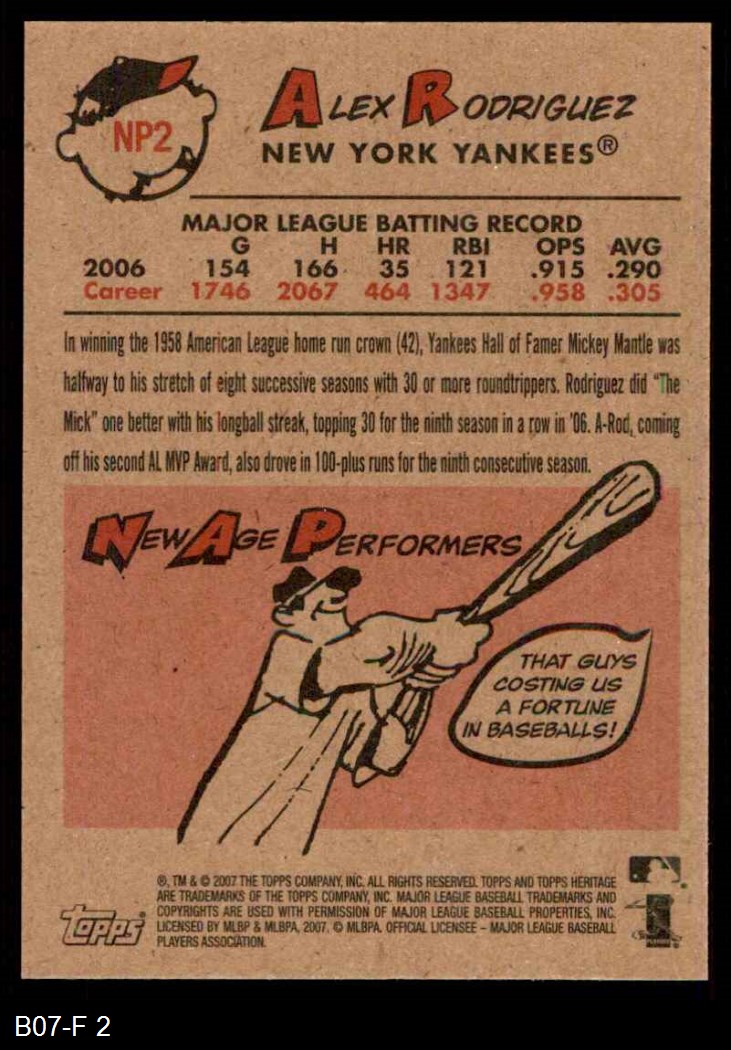 NP2
ALEX RODRIGUEZ
NEW YORK YANKEES®
MAJOR LEAGUE BATTING RECORD
G H HR RBI OPS AVG
2006 154 166 35 121 .915 .290
Career 1746 2067 464 1347 .958 .305
In winning the 1958 American League home run crown (42), Yankees Hall of Famer Mickey Mantle was
halfway to his stretch of eight successive seasons with 30 or more roundtrippers. Rodriguez did "The
Mick" one better with his longball streak, topping 30 for the ninth season in a row in '06. A-Rod, coming
off his second AL MVP Award, also drove in 100-plus runs for the ninth consecutive season.
NEW AGE PERFORMERS
THAT GUYS
COSTING US
A FORTUNE
IN BASEBALLS!
®, TM & © 2007 THE TOPPS COMPANY, INC. ALL RIGHTS RESERVED. TOPPS AND TOPPS HERITAGE
ARE TRADEMARKS OF THE TOPPS COMPANY, INC. MAJOR LEAGUE BASEBALL TRADEMARKS AND
COPYRIGHTS ARE USED WITH PERMISSION OF MAJOR LEAGUE BASEBALL PROPERTIES, INC.
LICENSED BY MLBP & MLBPA, 2007. © MLBPA. OFFICIAL LICENSEE – MAJOR LEAGUE BASEBALL
PLAYERS ASSOCIATION.
topps®
B07-F 2